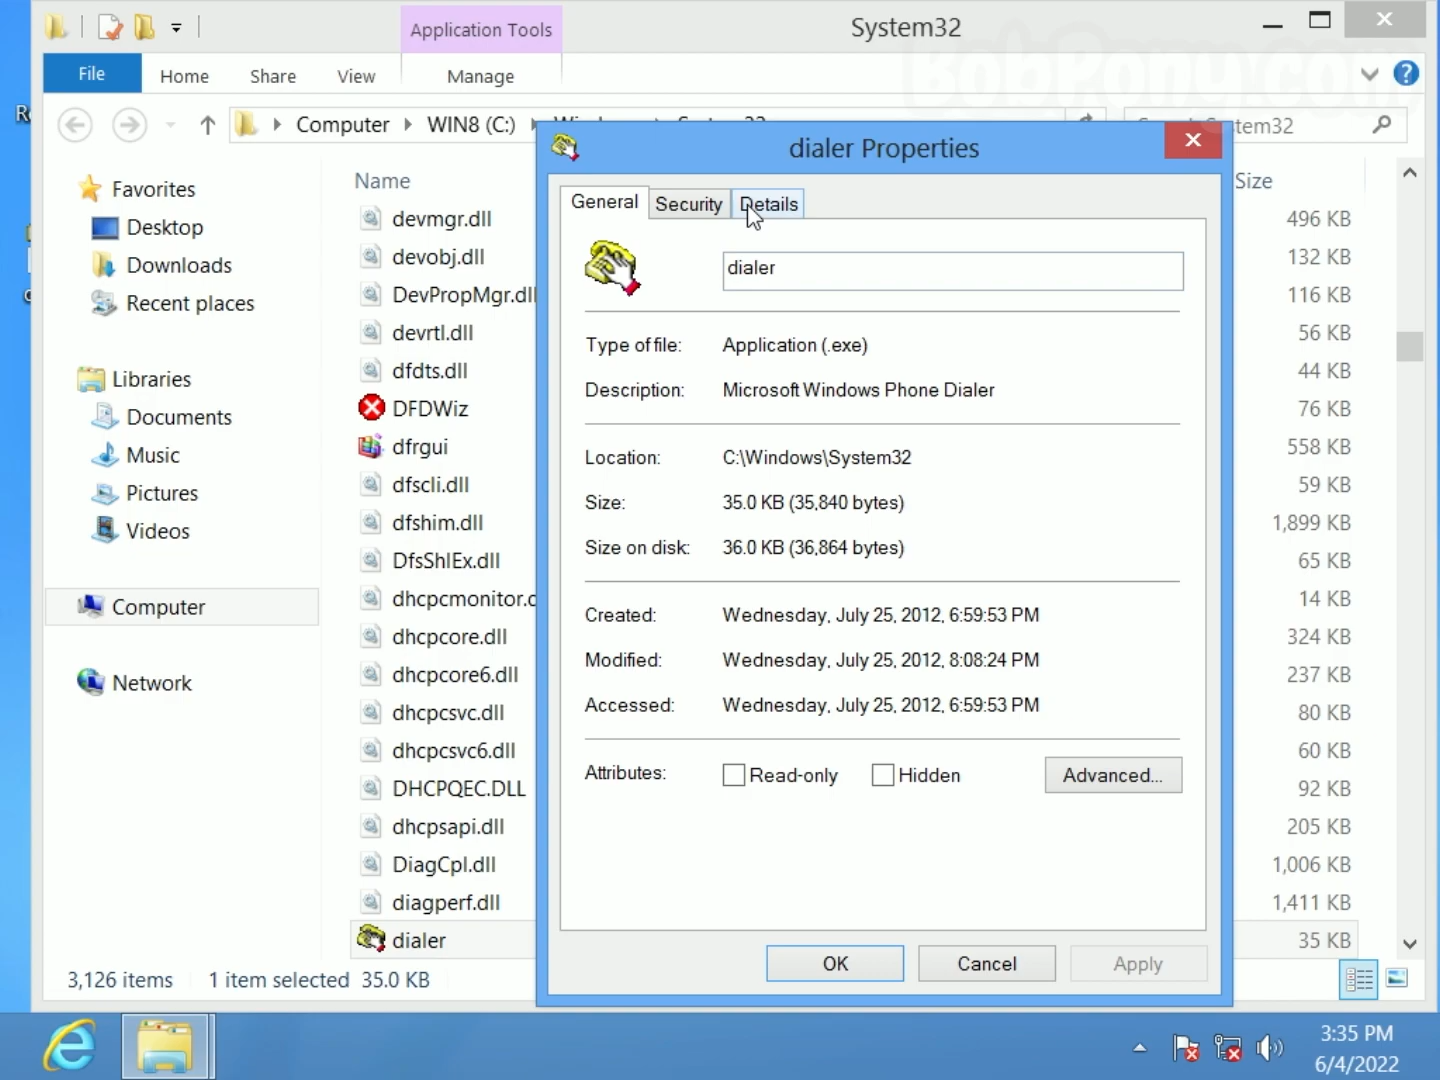 Application Tools
System32
BobPony.com
File
Home
Share
View
Manage
Computer
WIN8 (C:)
System32
dialer Properties
Favorites
Desktop
Downloads
Recent places
Libraries
Documents
Music
Pictures
Videos
Computer
Network
Name
Size
devmgr.dll
496 KB
devobj.dll
132 KB
DevPropMgr.dll
116 KB
devrtl.dll
56 KB
dfdts.dll
44 KB
DFDWiz
76 KB
dfrgui
558 KB
dfscli.dll
59 KB
dfshim.dll
1,899 KB
DfsShlEx.dll
65 KB
dhcpcmonitor.d
14 KB
dhcpcore.dll
324 KB
dhcpcore6.dll
237 KB
dhcpcsvc.dll
80 KB
dhcpcsvc6.dll
60 KB
DHCPQEC.DLL
92 KB
dhcpsapi.dll
205 KB
DiagCpl.dll
1,006 KB
diagperf.dll
1,411 KB
dialer
35 KB
General
Security
Details
dialer
Type of file: Application (.exe)
Description: Microsoft Windows Phone Dialer
Location: C:\Windows\System32
Size: 35.0 KB (35,840 bytes)
Size on disk: 36.0 KB (36,864 bytes)
Created: Wednesday, July 25, 2012, 6:59:53 PM
Modified: Wednesday, July 25, 2012, 8:08:24 PM
Accessed: Wednesday, July 25, 2012, 6:59:53 PM
Attributes: Read-only Hidden Advanced...
OK
Cancel
Apply
3,126 items
1 item selected 35.0 KB
3:35 PM
6/4/2022